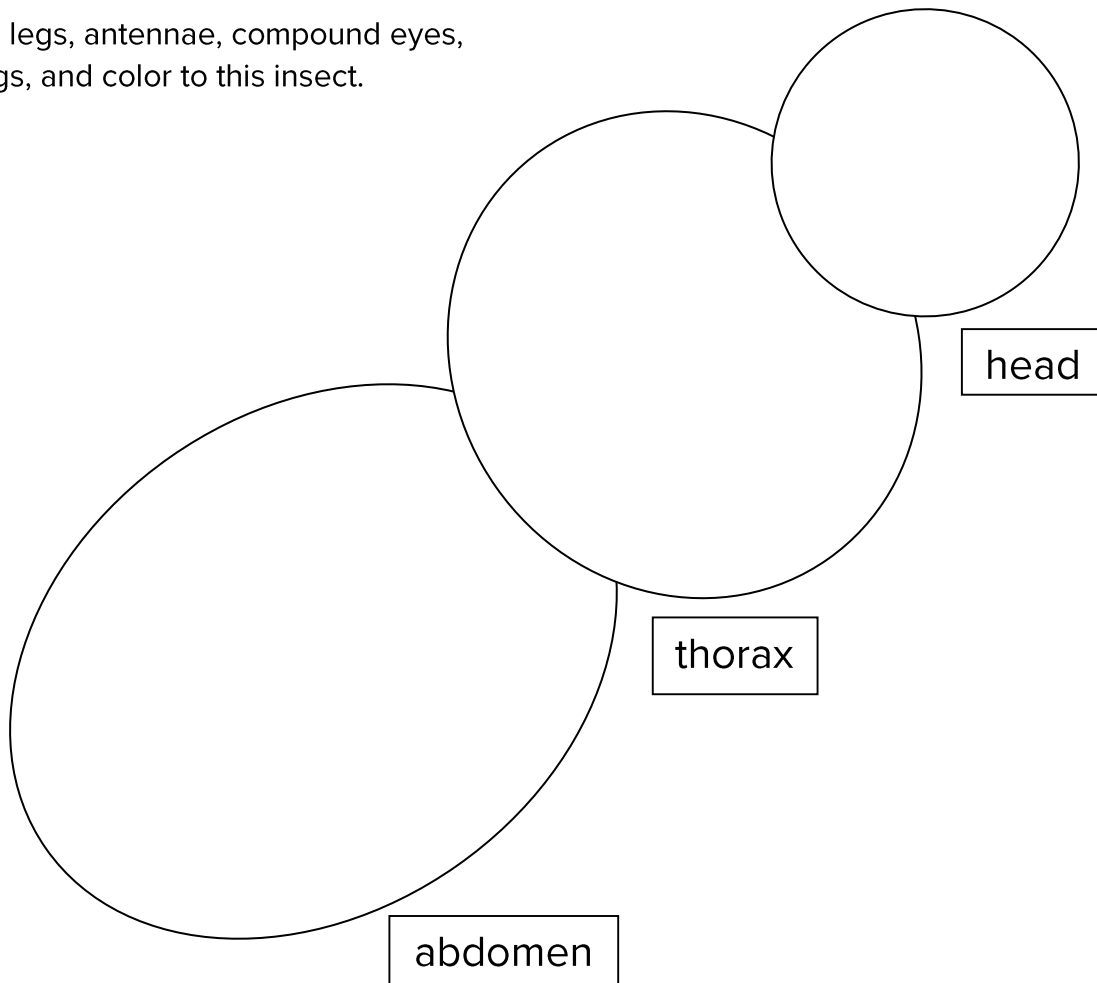 legs, antennae, compound eyes,
gs, and color to this insect.
head
thorax
abdomen